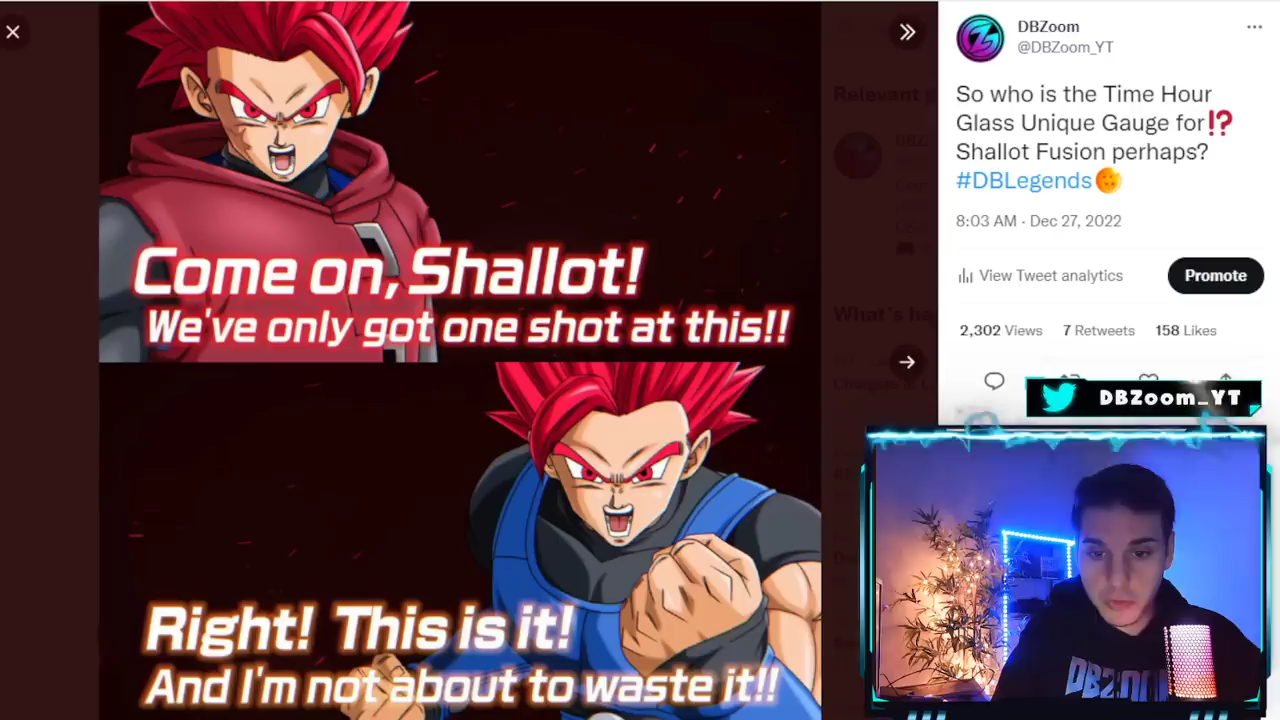 Come on, Shallot!
We've only got one shot at this!!
Right! This is it!
And I'm not about to waste it!!
DBZoom
@DBZoom_YT
So who is the Time Hour
Glass Unique Gauge for⁉
Shallot Fusion perhaps?
#DBLegends
8:03 AM · Dec 27, 2022
View Tweet analytics
Promote
2,302 Views 7 Retweets 158 Likes
DBZoom_YT
Relevant